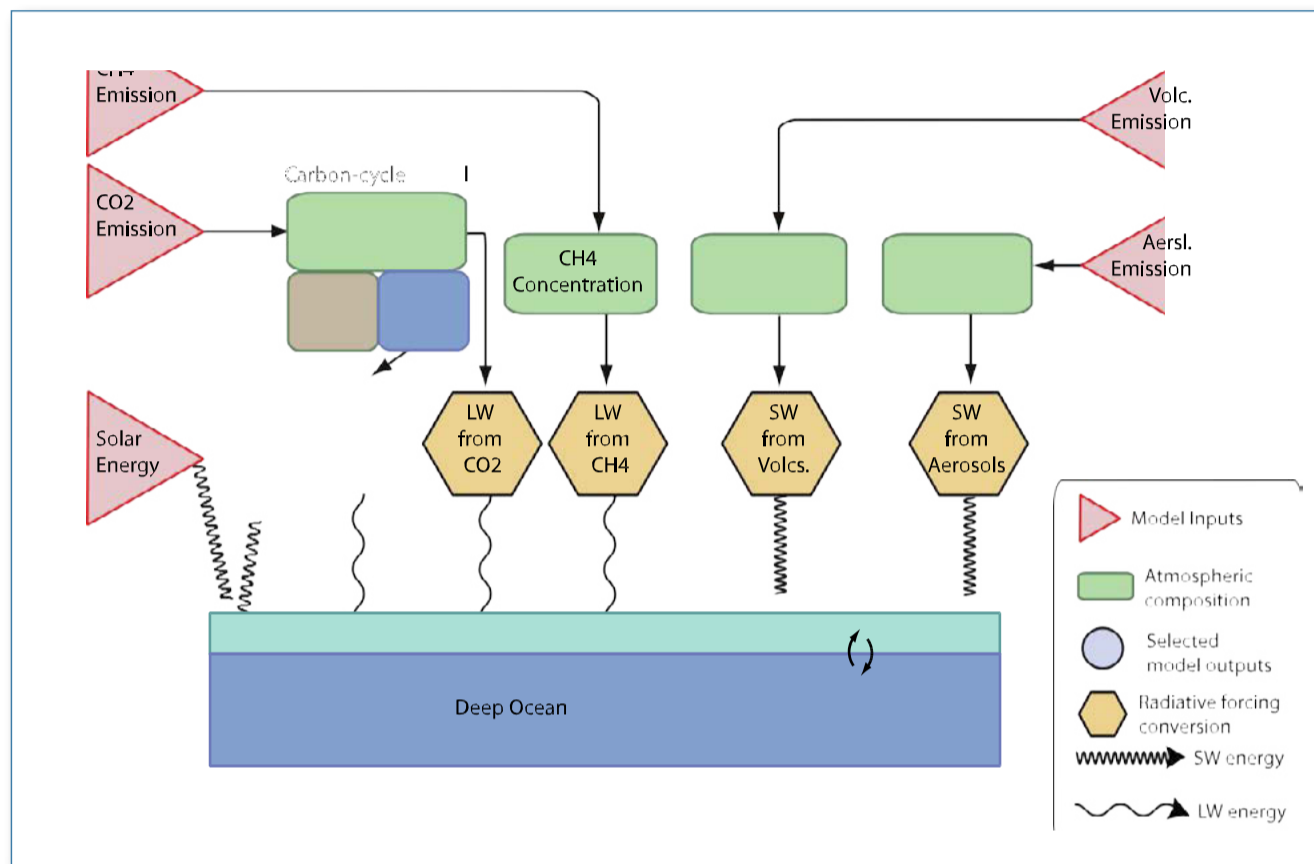 CH4
Emission
Volc.
Emission
Carbon-cycle l
CO2
Emission
CH4
Concentration
Aersl.
Emission
Solar
Energy
LW
from
CO2
LW
from
CH4
SW
from
Volcs.
SW
from
Aerosols
Deep Ocean
Model Inputs
Atmospheric
composition
Selected
model outputs
Radiative forcing
conversion
SW energy
LW energy